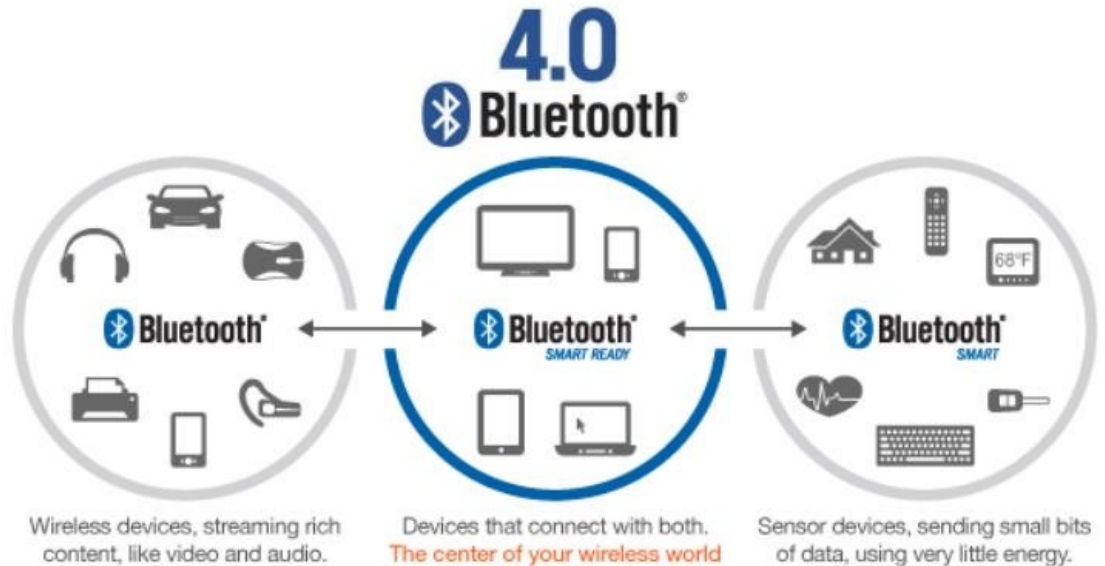 4.0
Bluetooth®
68°F
Bluetooth®
Bluetooth®
SMART READY
Bluetooth®
SMART
Wireless devices, streaming rich
content, like video and audio.
Devices that connect with both.
The center of your wireless world
Sensor devices, sending small bits
of data, using very little energy.